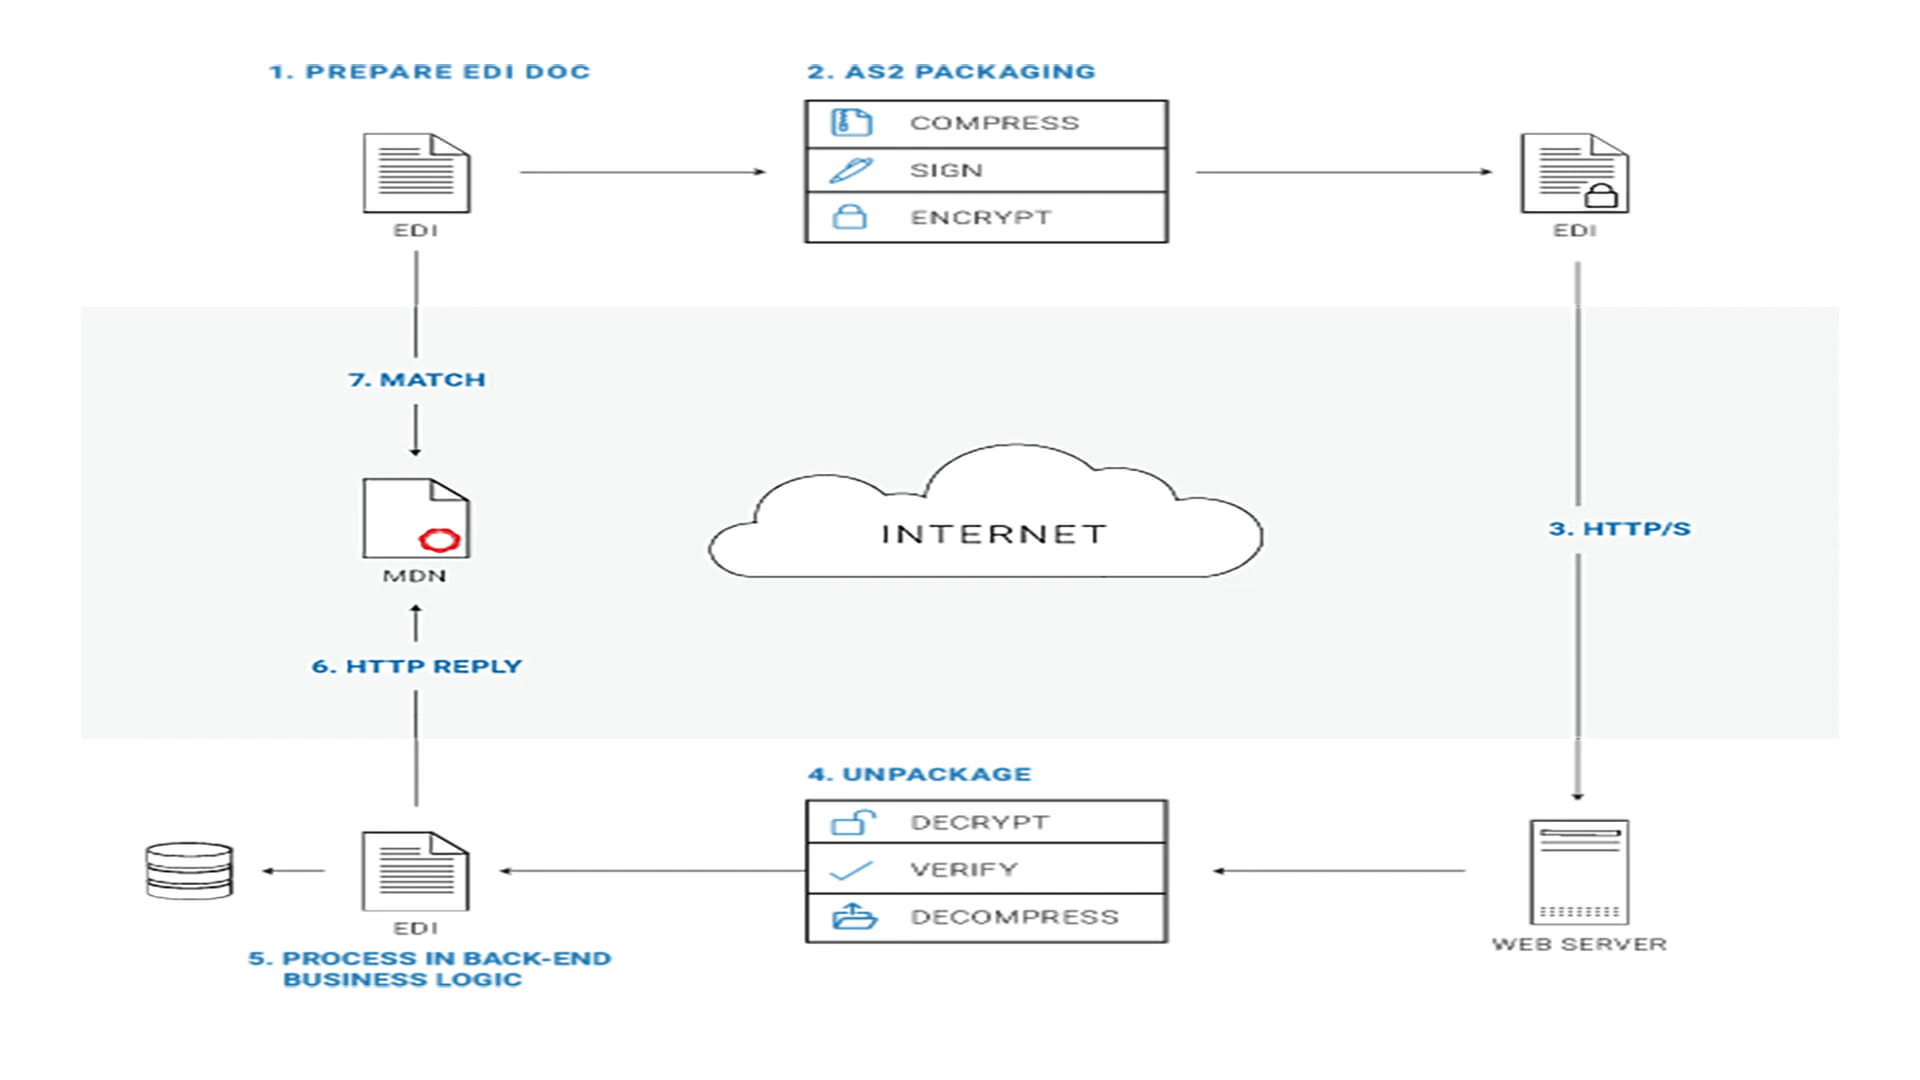 1. PREPARE EDI DOC
2. AS2 PACKAGING
COMPRESS
SIGN
ENCRYPT
EDI
EDI
7. MATCH
INTERNET
3. HTTP/S
MDN
6. HTTP REPLY
4. UNPACKAGE
DECRYPT
VERIFY
DECOMPRESS
EDI
WEB SERVER
5. PROCESS IN BACK-END
BUSINESS LOGIC